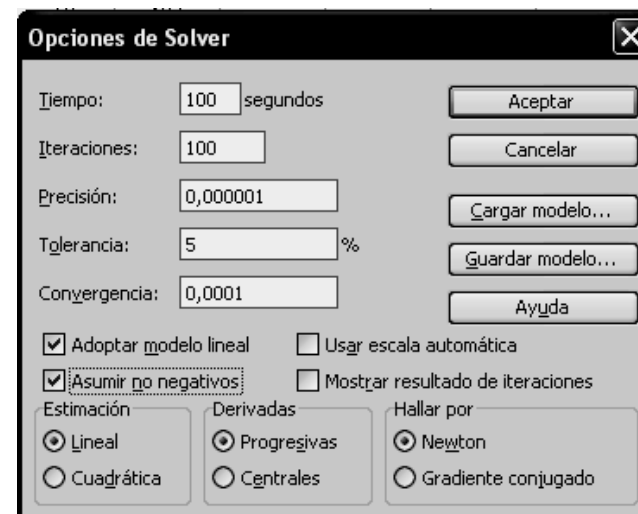 Opciones de Solver
Tiempo: 100 segundos Aceptar
Iteraciones: 100 Cancelar
Precisión: 0,000001 Cargar modelo...
Tolerancia: 5 % Guardar modelo...
Convergencia: 0,0001 Ayuda
Adoptar modelo lineal Usar escala automática
Asumir no negativos Mostrar resultado de iteraciones
Estimación Derivadas Hallar por
Lineal Progresivas Newton
Cuadrática Centrales Gradiente conjugado